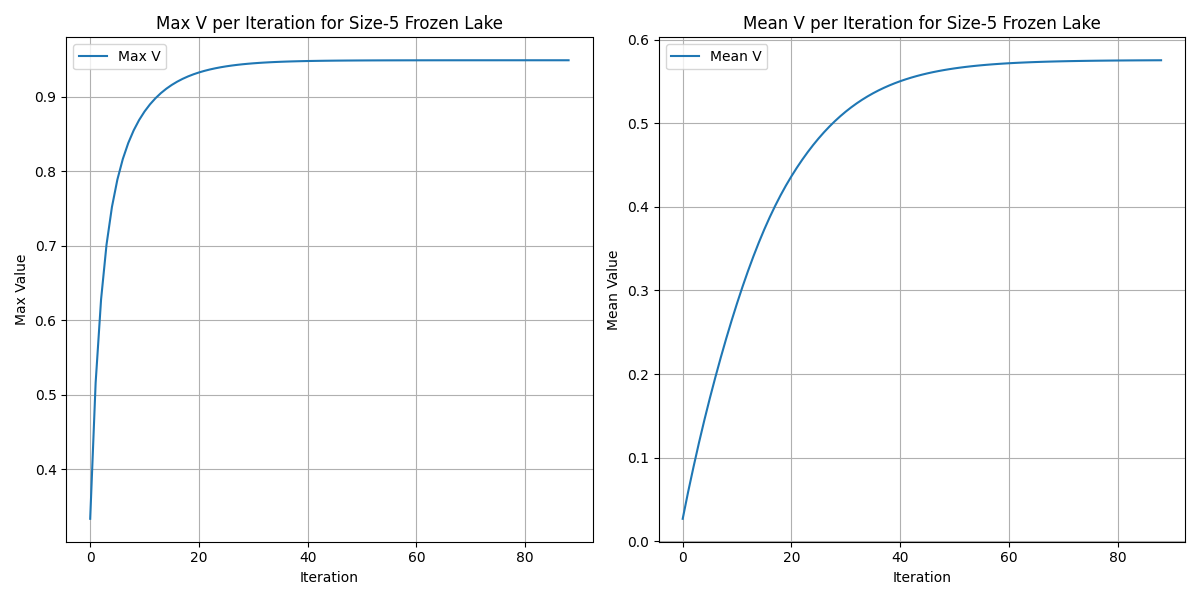 Max V per Iteration for Size-5 Frozen Lake
Max V
0.9
0.8
0.7
0.6
0.5
0.4
Max Value
0
20
40
60
80
Iteration
Mean V per Iteration for Size-5 Frozen Lake
Mean V
0.6
0.5
0.4
0.3
0.2
0.1
0.0
Mean Value
0
20
40
60
80
Iteration